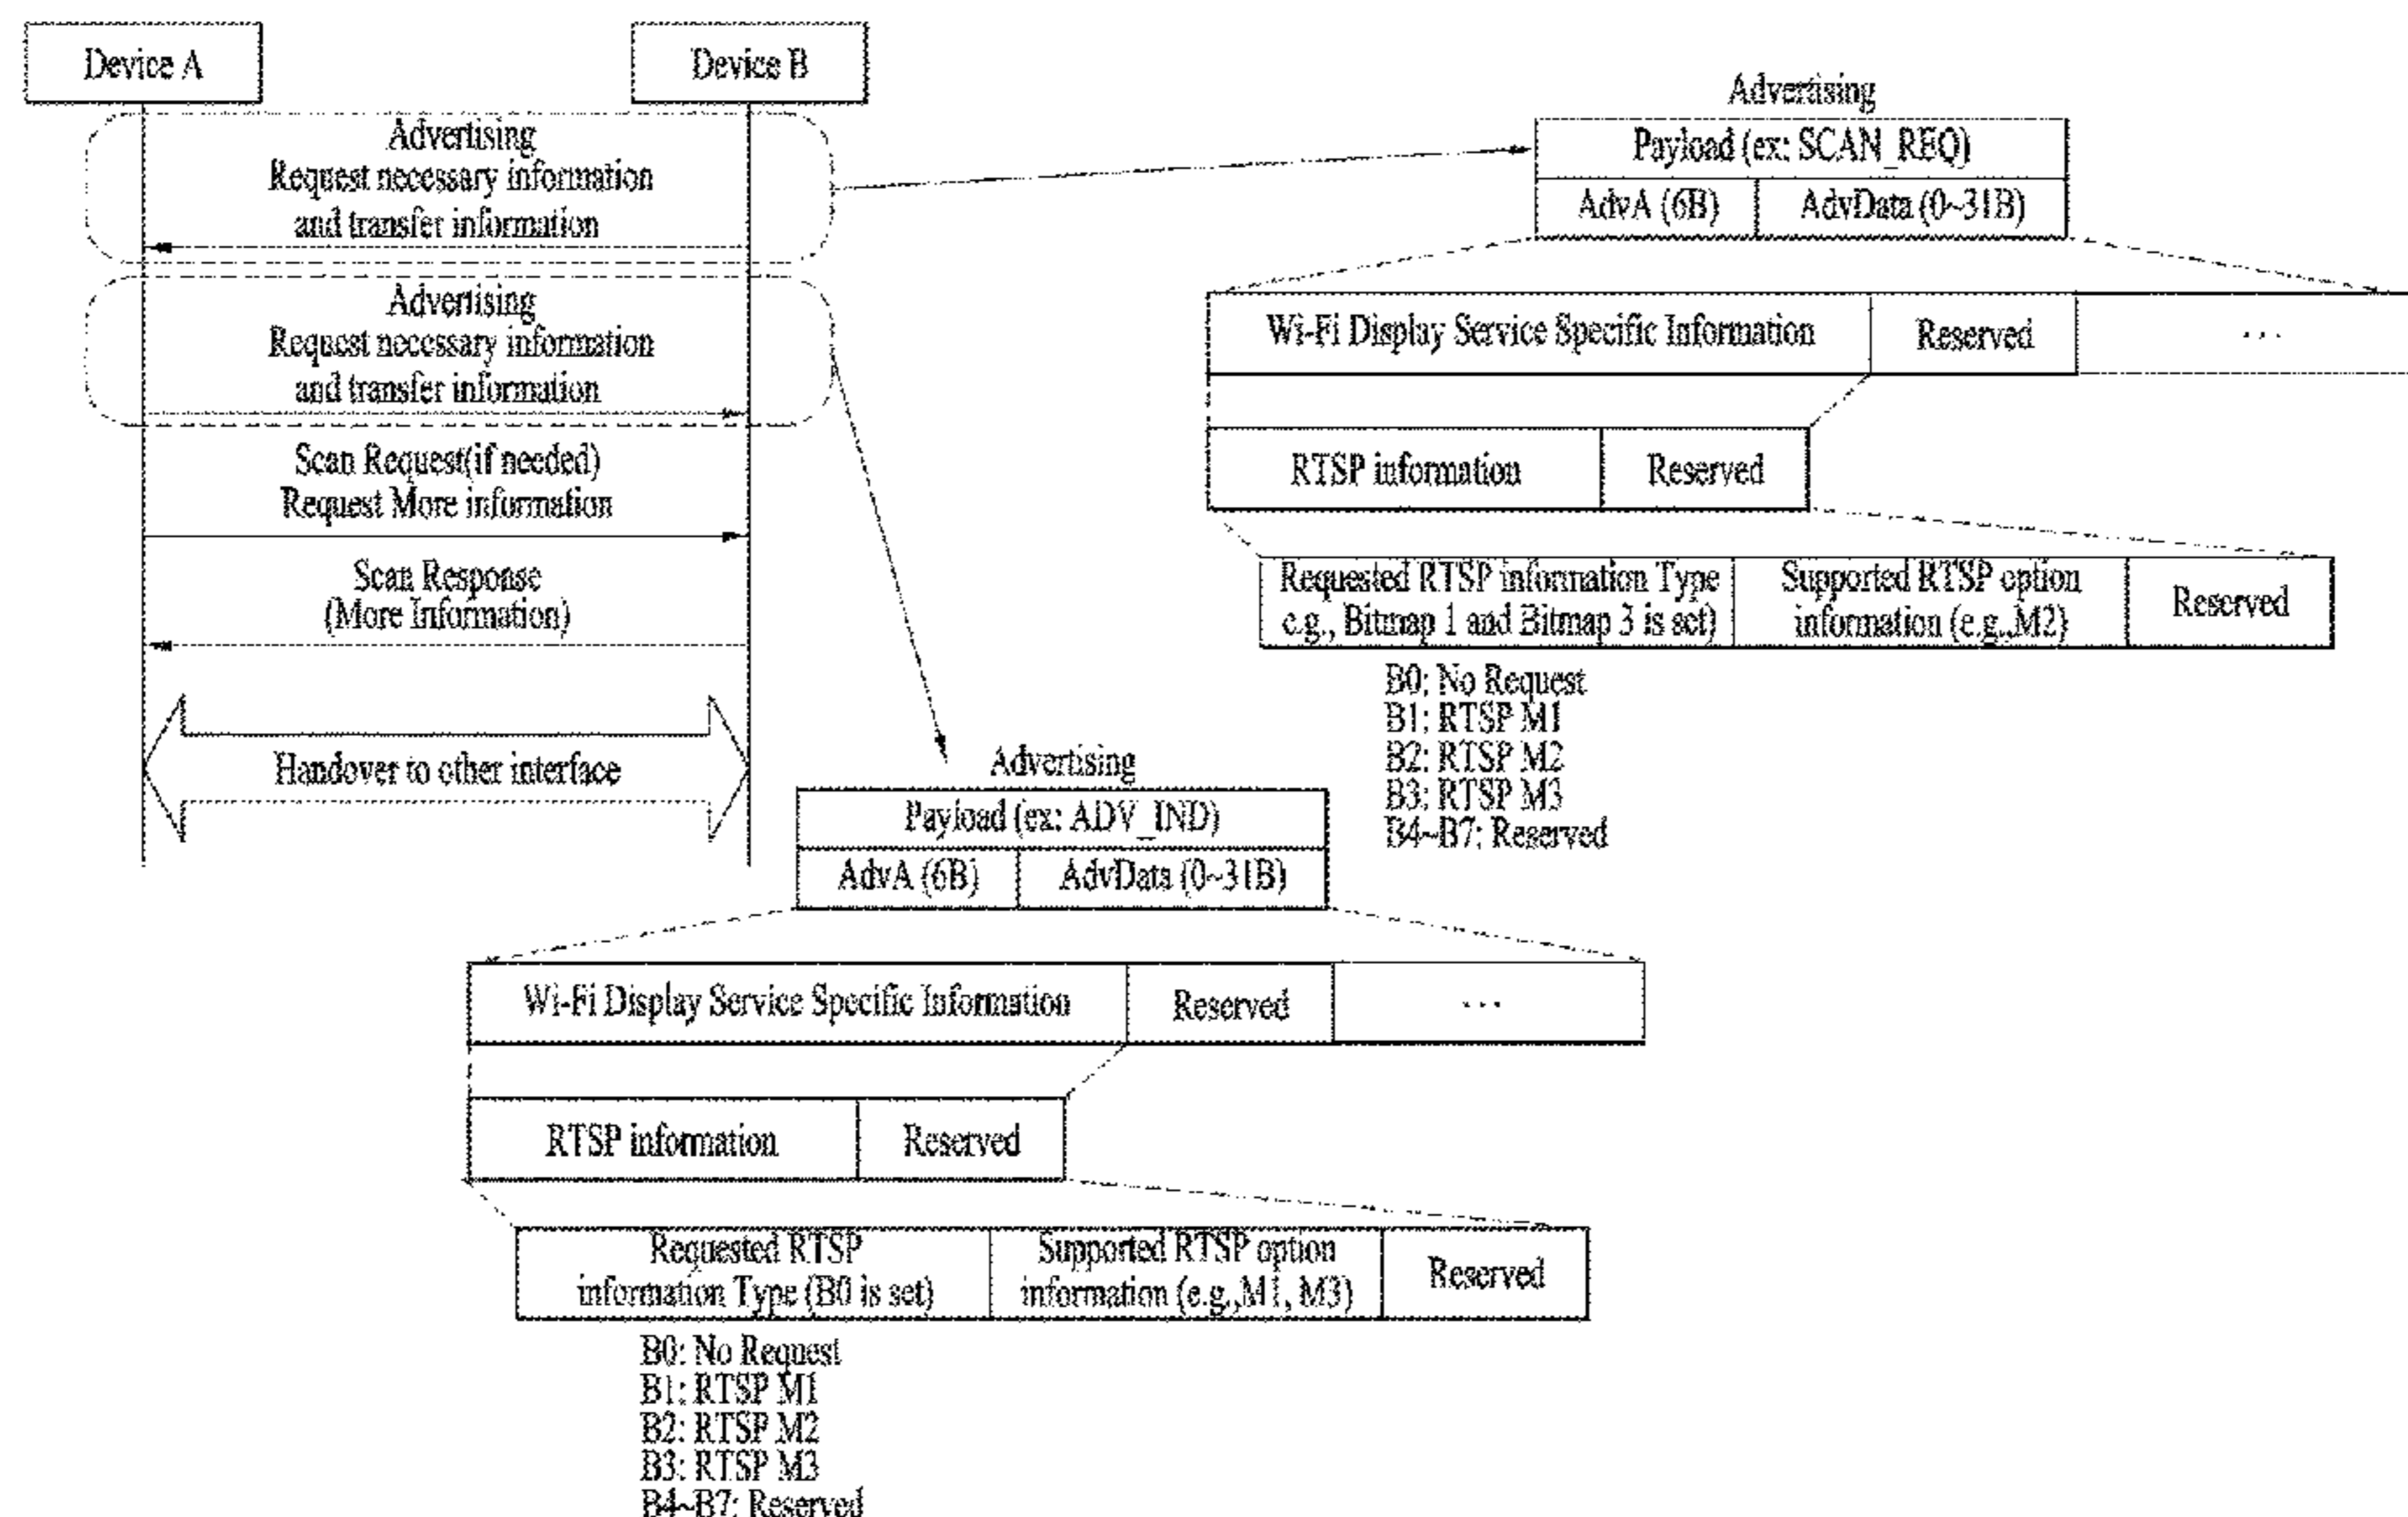 Device A
Device B
Advertising
Request necessary information
and transfer information
Advertising
Request necessary information
and transfer information
Scan Request(if needed)
Request More information
Scan Response
(More Information)
Handover to other interface
Advertising
Payload (ex: SCAN_REQ)
AdvA (6B)
AdvData (0~31B)
Wi-Fi Display Service Specific Information
Reserved
...
RTSP information
Reserved
Requested RTSP information Type
e.g., Bitmap 1 and Bitmap 3 is set)
Supported RTSP option
information (e.g.,M2)
Reserved
B0: No Request
B1: RTSP M1
B2: RTSP M2
B3: RTSP M3
B4~B7: Reserved
Advertising
Payload (ex: ADV_IND)
AdvA (6B)
AdvData (0~31B)
Wi-Fi Display Service Specific Information
Reserved
...
RTSP information
Reserved
Requested RTSP
information Type (B0 is set)
Supported RTSP option
information (e.g.,M1, M3)
Reserved
B0: No Request
B1: RTSP M1
B2: RTSP M2
B3: RTSP M3
B4~B7: Reserved